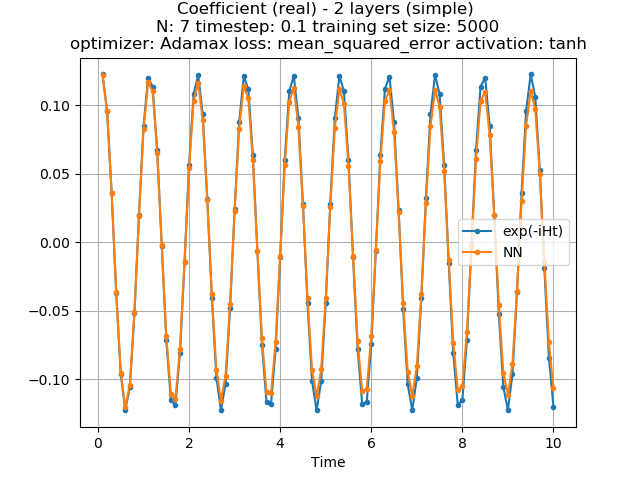 Coefficient (real) - 2 layers (simple)
N: 7 timestep: 0.1 training set size: 5000
optimizer: Adamax loss: mean_squared_error activation: tanh
0.10
0.05
0.00
−0.05
−0.10
exp(-iHt)
NN
0 2 4 6 8 10
Time